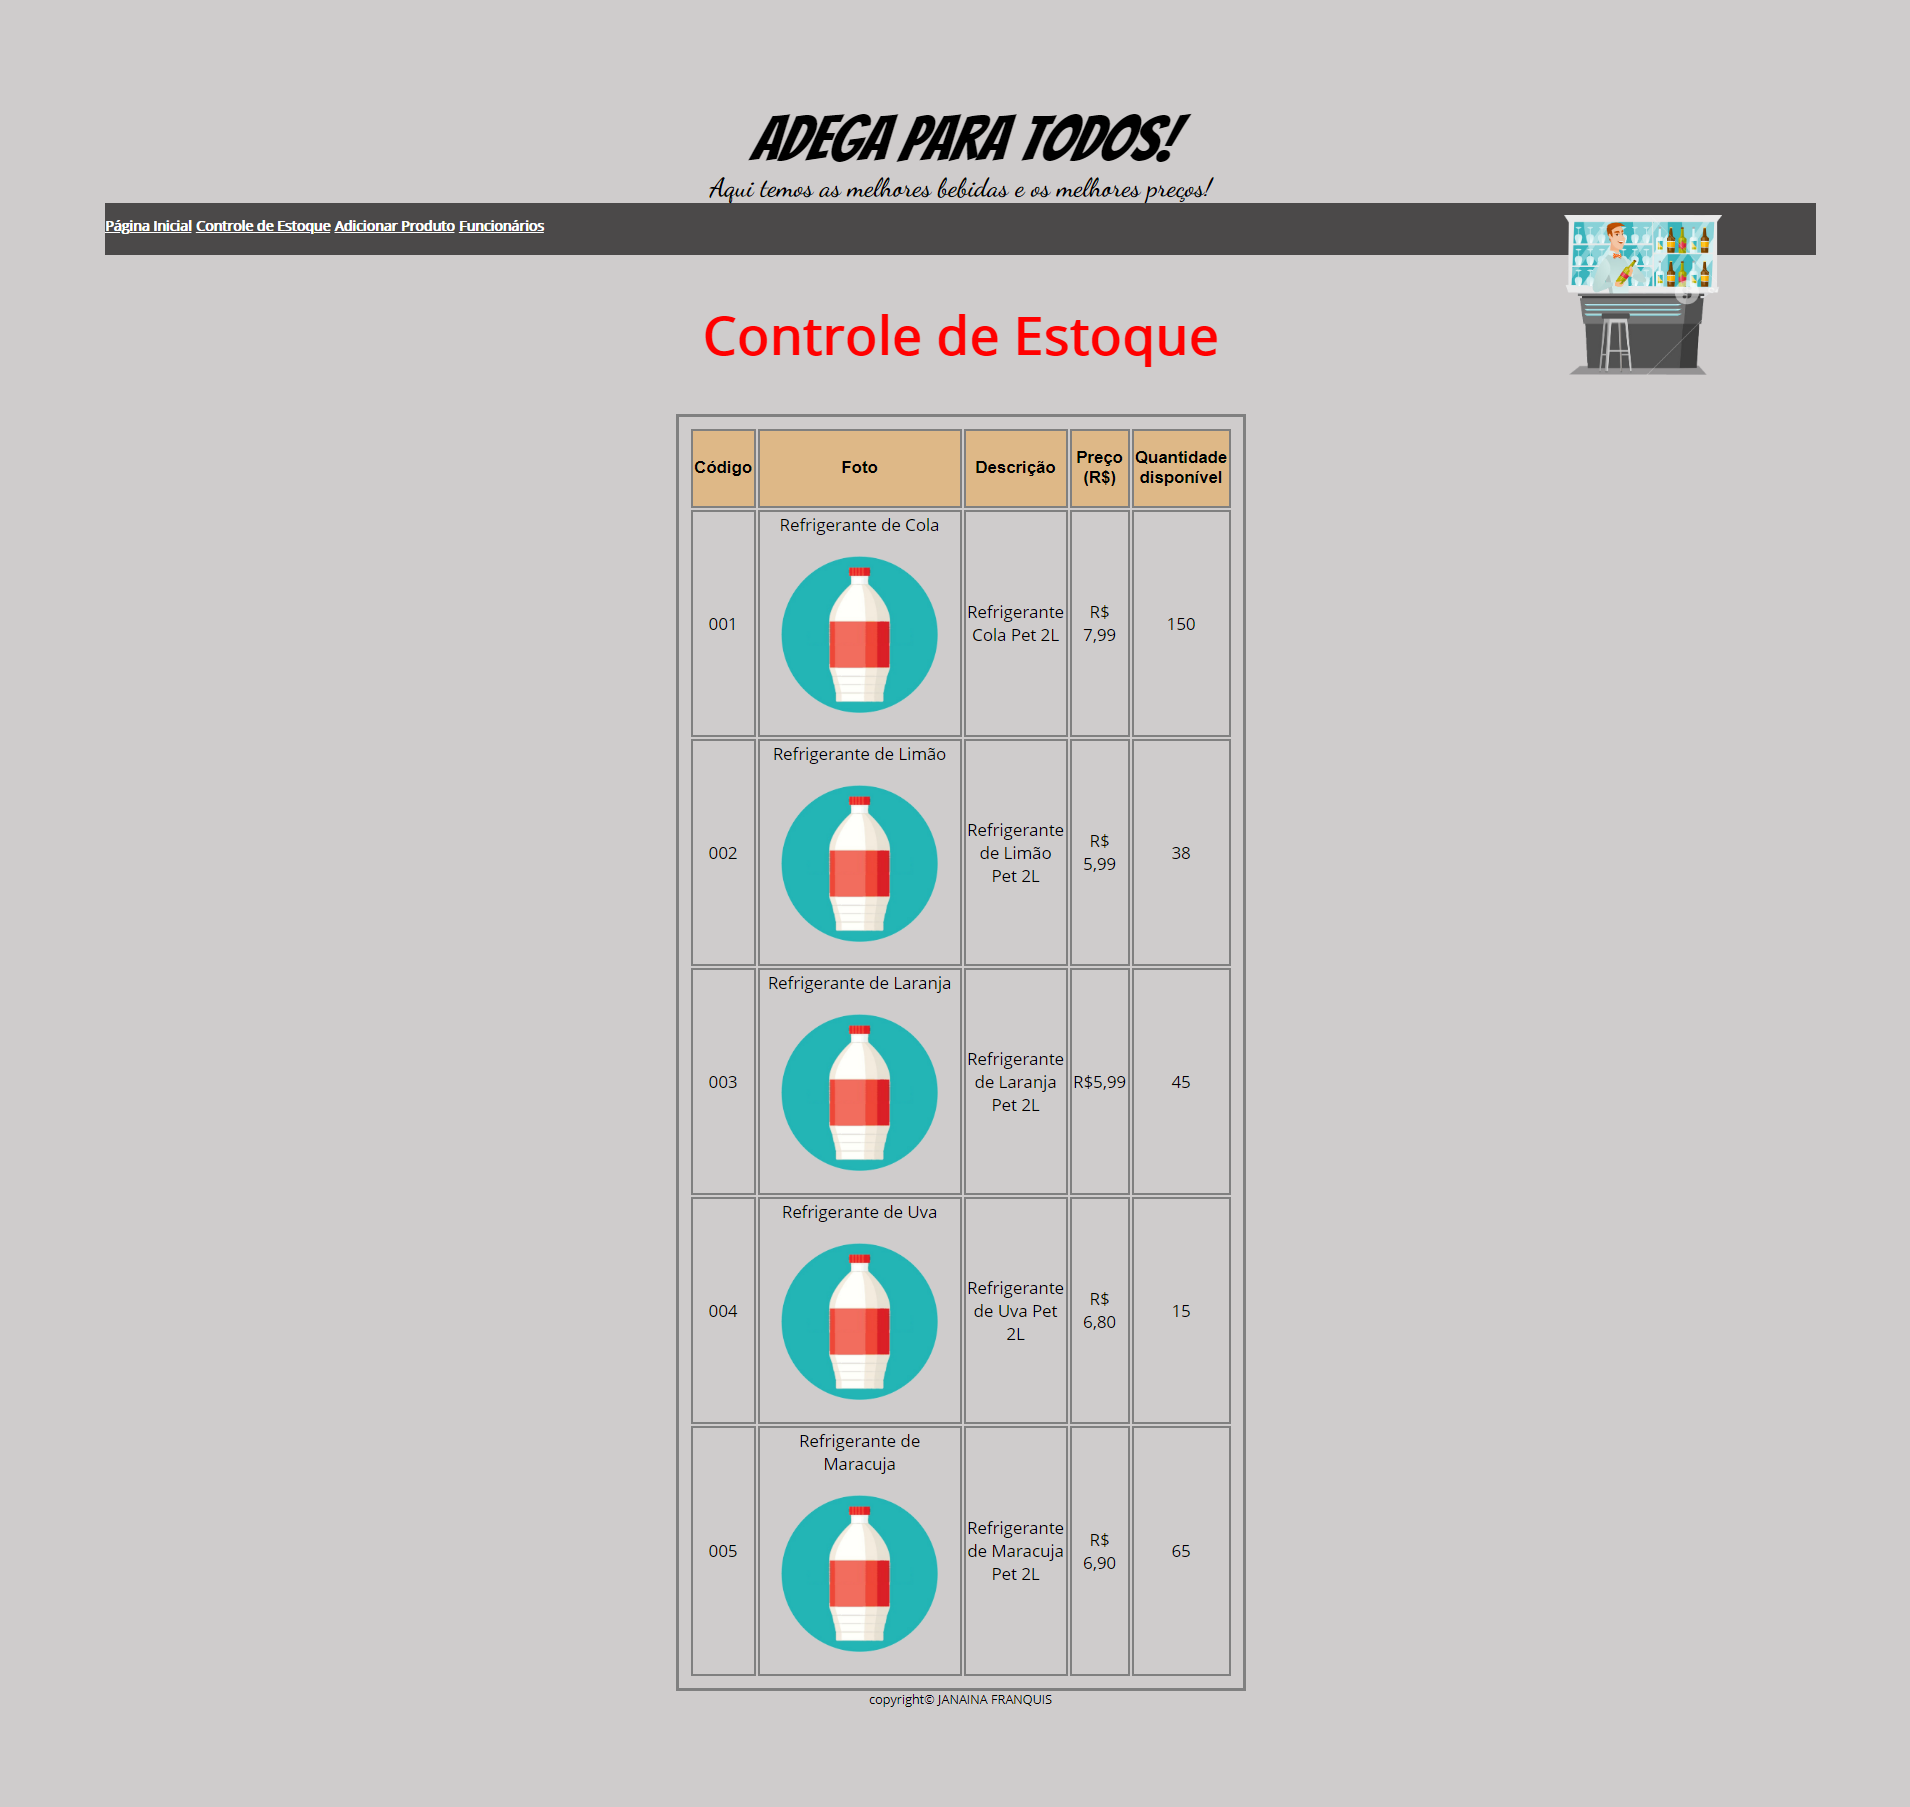 ADEGA PARA TODOS!
Aqui temos as melhores bebidas e os melhores preços!
Página Inicial Controle de Estoque Adicionar Produto Funcionários
Controle de Estoque
Código Foto Descrição Preço (R$) Quantidade disponível
Refrigerante de Cola
001
Refrigerante
Cola Pet 2L
R$
7,99
150
Refrigerante de Limão
002
Refrigerante
de Limão
Pet 2L
R$
5,99
38
Refrigerante de Laranja
003
Refrigerante
de Laranja
Pet 2L
R$5,99
45
Refrigerante de Uva
004
Refrigerante
de Uva Pet
2L
R$
6,80
15
Refrigerante de
Maracuja
005
Refrigerante
de Maracuja
Pet 2L
R$
6,90
65
copyright© JANAINA FRANQUIS